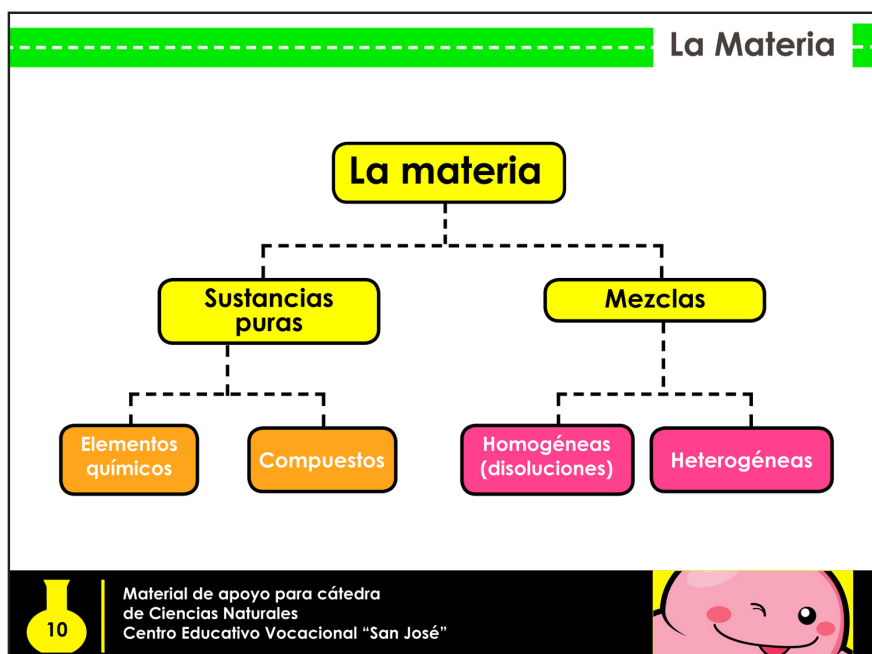 La Materia
La materia
Sustancias
puras
Mezclas
Elementos
químicos
Compuestos
Homogéneas
(disoluciones)
Heterogéneas
10
Material de apoyo para cátedra
de Ciencias Naturales
Centro Educativo Vocacional “San José”